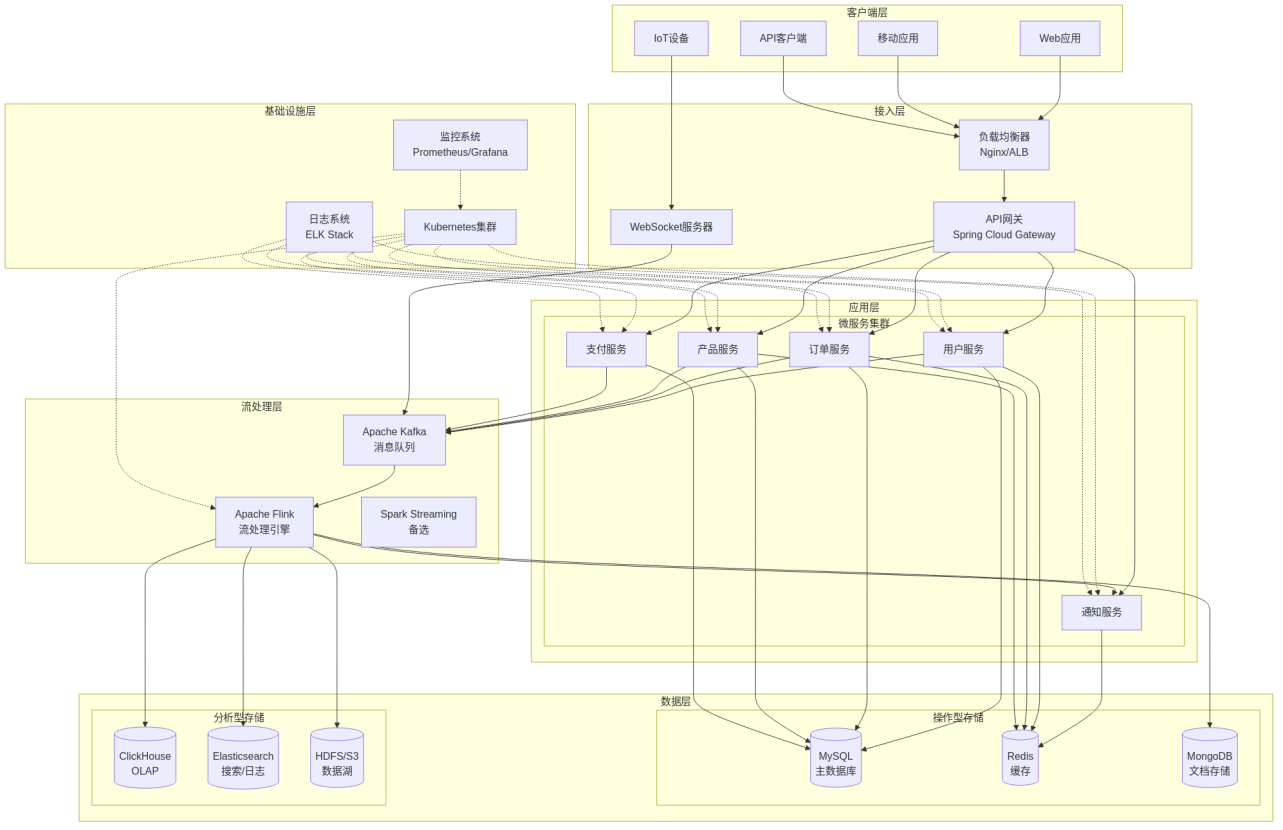 客户端层
IoT设备
API客户端
移动应用
Web应用
基础设施层
监控系统
Prometheus/Grafana
日志系统
ELK Stack
Kubernetes集群
接入层
负载均衡器
Nginx/ALB
WebSocket服务器
API网关
Spring Cloud Gateway
应用层
微服务集群
支付服务
产品服务
订单服务
用户服务
通知服务
流处理层
Apache Kafka
消息队列
Apache Flink
流处理引擎
Spark Streaming
备选
数据层
分析型存储
ClickHouse
OLAP
Elasticsearch
搜索/日志
HDFS/S3
数据湖
操作型存储
MySQL
主数据库
Redis
缓存
MongoDB
文档存储